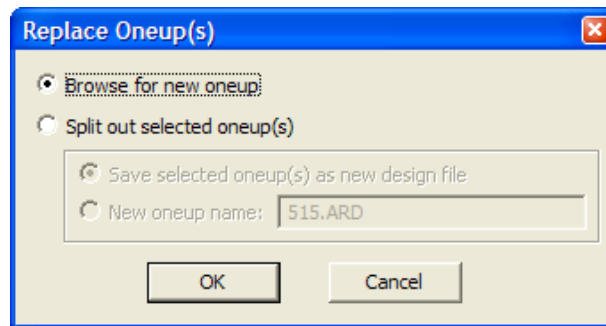 Replace Oneup(s)
Browse for new oneup
Split out selected oneup(s)
Save selected oneup(s) as new design file
New oneup name: 515.ARD
OK Cancel